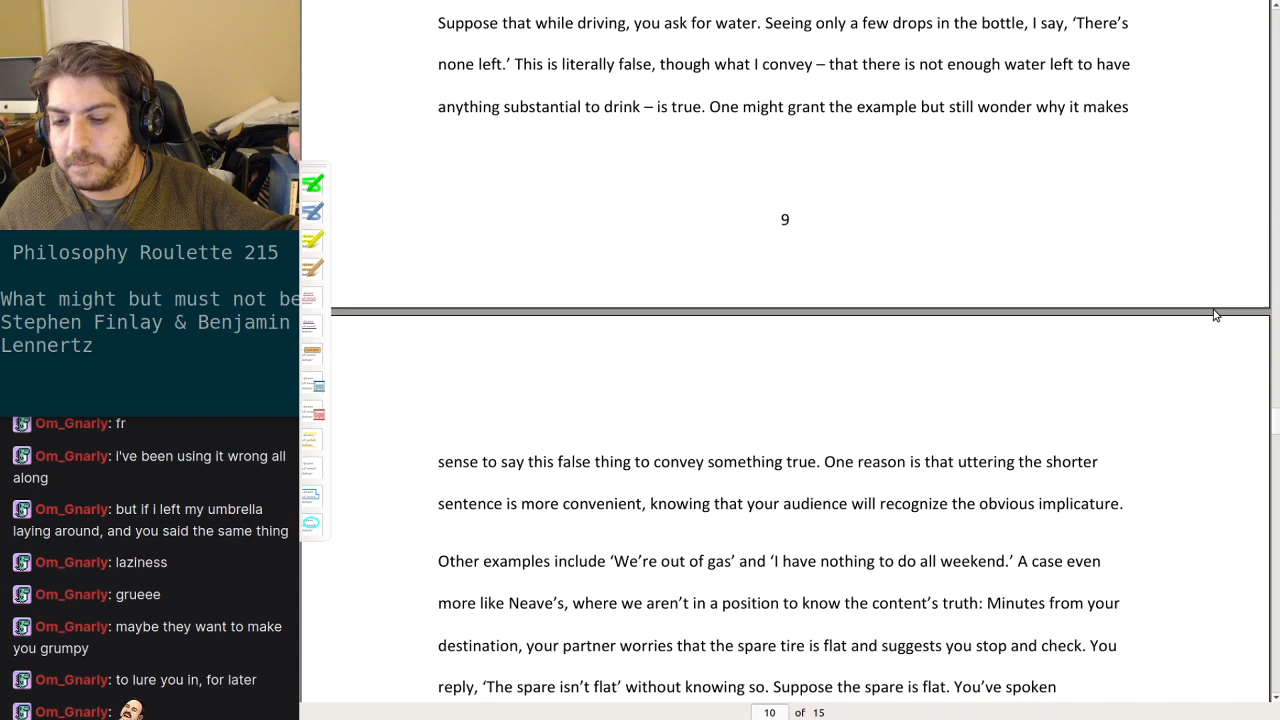 Suppose that while driving, you ask for water. Seeing only a few drops in the bottle, I say, ‘There’s
none left.’ This is literally false, though what I convey – that there is not enough water left to have
anything substantial to drink – is true. One might grant the example but still wonder why it makes
9
sense to say this false thing to convey something true. One reason is that uttering the shorter
sentence is more convenient, knowing that your audience will recognize the obvious implicature.
Other examples include ‘We’re out of gas’ and ‘I have nothing to do all weekend.’ A case even
more like Neave’s, where we aren’t in a position to know the content’s truth: Minutes from your
destination, your partner worries that the spare tire is flat and suggests you stop and check. You
reply, ‘The spare isn’t flat’ without knowing so. Suppose the spare is flat. You’ve spoken
10 of 15
Philosophy Roulette 215
What might but must not be
Stephen Finlay & Benjamin
Lennertz
Om_Gnarly: fr
Om_Gnarly: i've been using it wrong all
along
Om_Gnarly: but if i left my umbrella
laying around, and you said the same thing
Om_Gnarly: lazlness
Om_Gnarly: grueee
Om_Gnarly: maybe they want to make
you grumpy
Om_Gnarly: to lure you in, for later
Om_Gnarly: